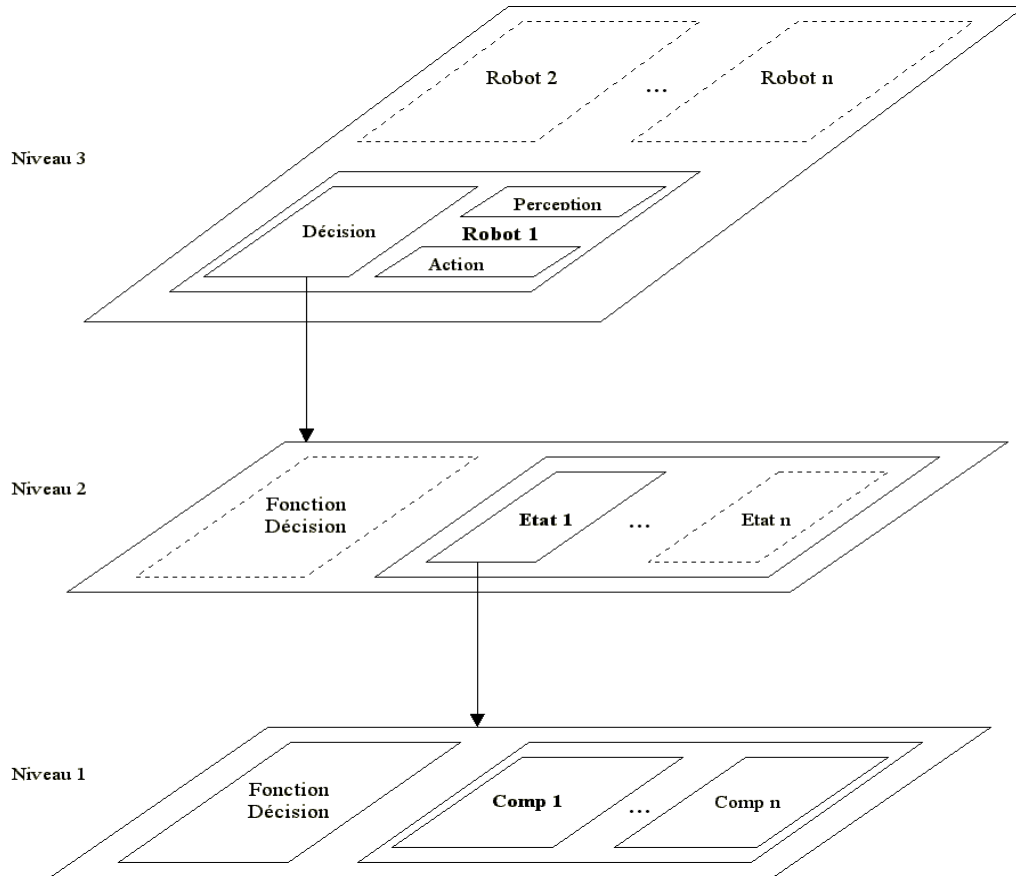 Robot 2
...
Robot n
Niveau 3
Perception
Décision
Robot 1
Action
Niveau 2
Fonction
Décision
Etat 1
...
Etat n
Niveau 1
Fonction
Décision
Comp 1
...
Comp n